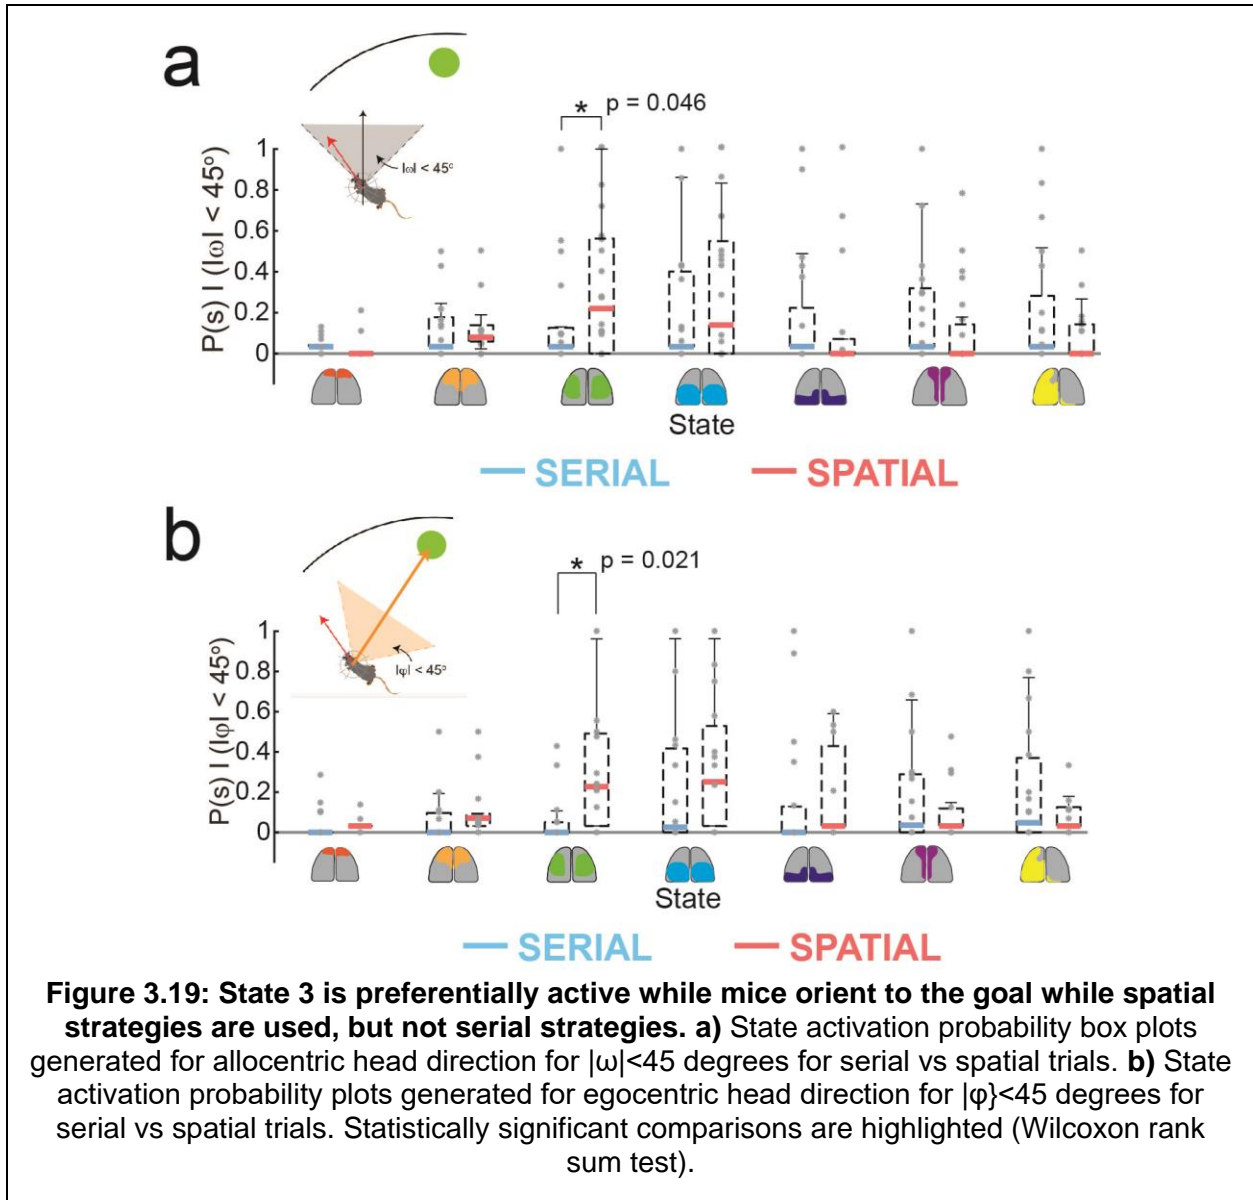 a
|ω| < 45°
* p = 0.046
P(s) | (|ω| < 45°)
1
0.8
0.6
0.4
0.2
0
State
SERIAL SPATIAL
b
|φ| < 45°
* p = 0.021
P(s) | (|φ| < 45°)
1
0.8
0.6
0.4
0.2
0
State
SERIAL SPATIAL
Figure 3.19: State 3 is preferentially active while mice orient to the goal while spatial
strategies are used, but not serial strategies. a) State activation probability box plots
generated for allocentric head direction for |ω|<45 degrees for serial vs spatial trials. b) State
activation probability plots generated for egocentric head direction for |φ}<45 degrees for
serial vs spatial trials. Statistically significant comparisons are highlighted (Wilcoxon rank
sum test).